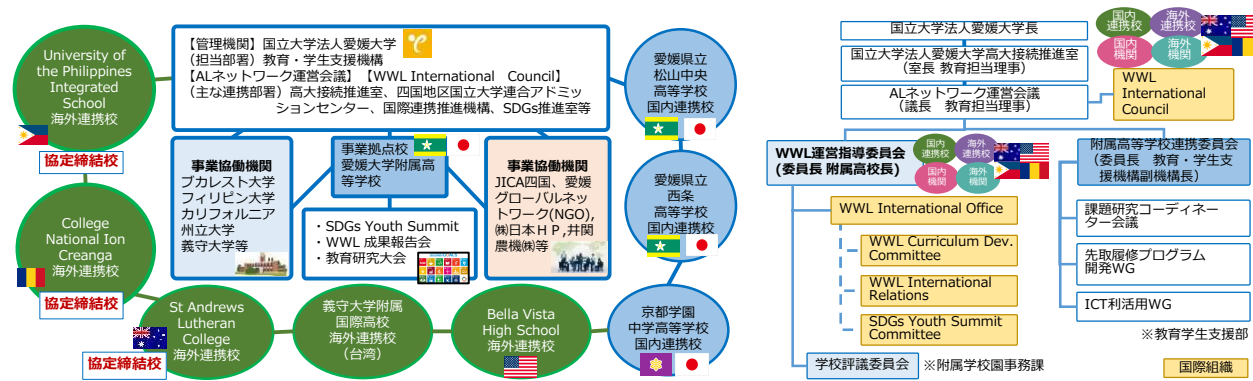 University of
the Philippines
Integrated
School
海外連携校
協定締結校
College
National Ion
Creanga
海外連携校
協定締結校
St Andrews
Lutheran
College
海外連携校
協定締結校
義守大学附属
国際高校
海外連携校
（台湾）
Bella Vista
High School
海外連携校
京都学園
中学高等学校
国内連携校
愛媛県立
西条
高等学校
国内連携校
愛媛県立
松山中央
高等学校
国内連携校
【管理機関】国立大学法人愛媛大学
（担当部署）教育・学生支援機構
【ALネットワーク運営会議】【WWL International　Council】
（主な連携部署）高大接続推進室、四国地区国立大学連合アドミッ
ションセンター、国際連携推進機構、SDGs推進室等
事業協働機関
ブカレスト大学
フィリピン大学
カリフォルニア
州立大学
義守大学等
事業拠点校
愛媛大学附属高
等学校
・SDGs Youth Summit
・WWL 成果報告会
・教育研究大会
事業協働機関
JICA四国、愛媛
グローバルネッ
トワーク(NGO),
㈱日本ＨＰ,井関
農機㈱等
国立大学法人愛媛大学長
国立大学法人愛媛大学高大接続推進室
（室長 教育担当理事）
ALネットワーク運営会議
（議長　教育担当理事）
国内
連携校
海外
連携校
国内
機関
海外
機関
WWL
International
Council
WWL運営指導委員会
(委員長 附属高校長）
国内
連携校
海外
連携校
国内
機関
海外
機関
WWL International Office
WWL Curriculum Dev.
Committee
WWL International
Relations
SDGs Youth Summit
Committee
学校評議委員会
※附属学校園事務課
附属高等学校連携委員会
（委員長　教育・学生支
援機構副機構長）
課題研究コーディネー
ター会議
先取履修プログラム
開発WG
ICT利活用WG
※教育学生支援部
国際組織